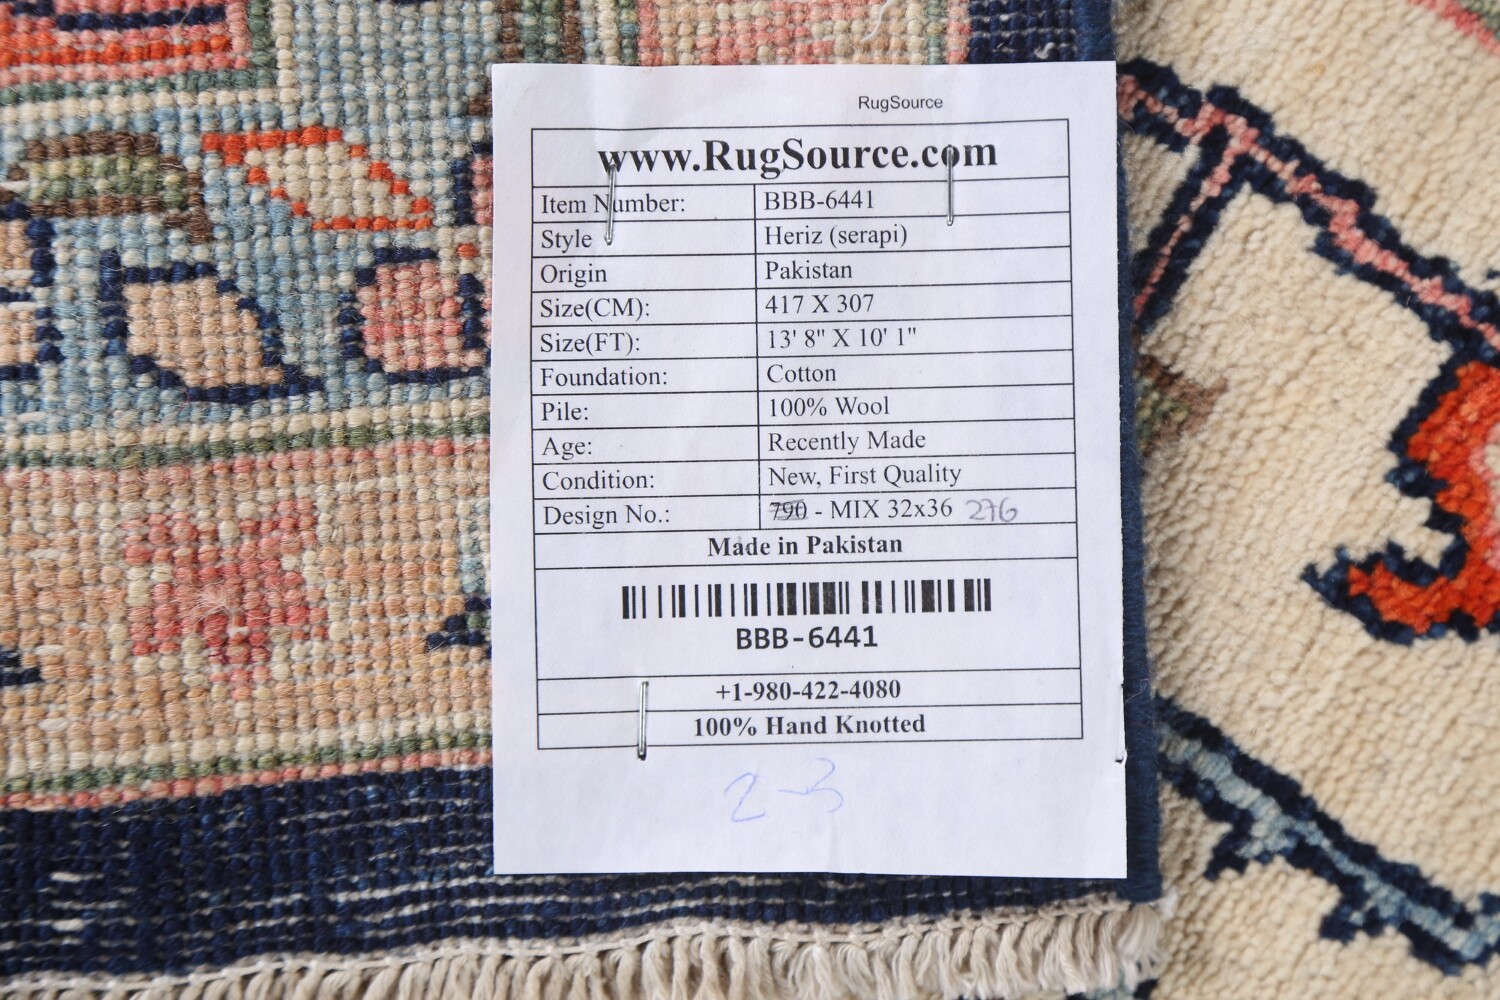 RugSource
www.RugSource.com
Item Number: BBB-6441
Style Heriz (serapi)
Origin Pakistan
Size(CM): 417 X 307
Size(FT): 13' 8" X 10' 1"
Foundation: Cotton
Pile: 100% Wool
Age: Recently Made
Condition: New, First Quality
Design No.: 790 - MIX 32x36 276
Made in Pakistan
BBB-6441
+1-980-422-4080
100% Hand Knotted
2-3